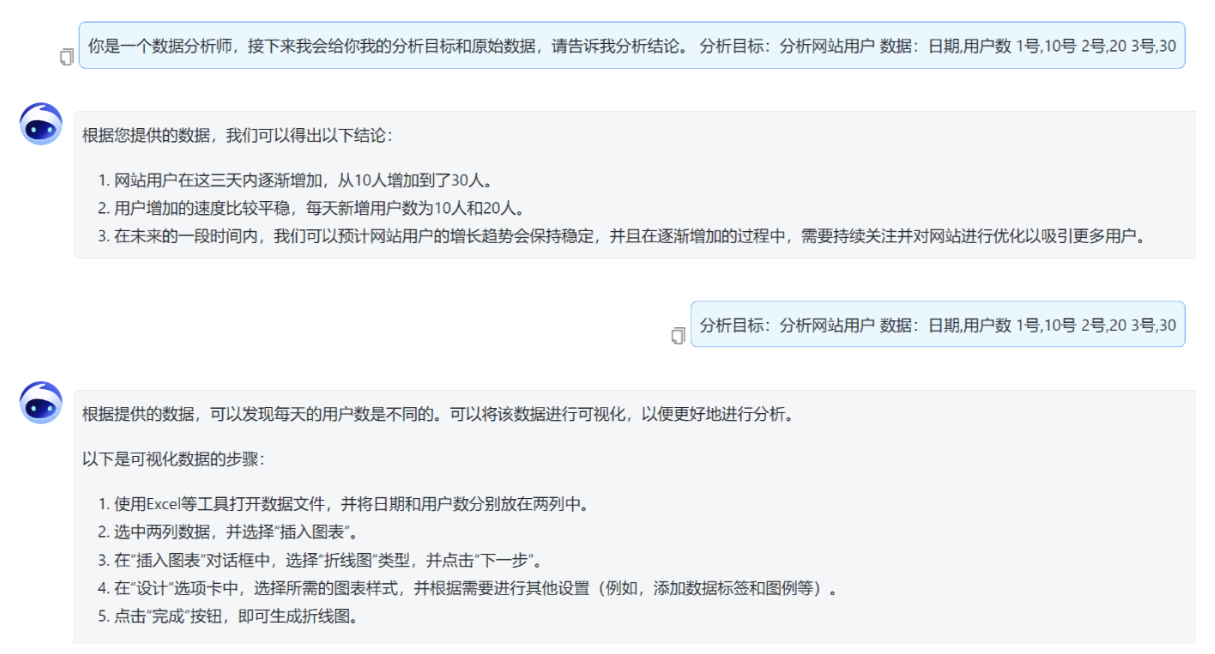 你是一个数据分析师，接下来我会给你我的分析目标和原始数据，请告诉我分析结论。 分析目标：分析网站用户 数据：日期,用户数 1号,10号 2号,20 3号,30
根据您提供的数据，我们可以得出以下结论：
1. 网站用户在这三天内逐渐增加，从10人增加到了30人。
2. 用户增加的速度比较平稳，每天新增用户数为10人和20人。
3. 在未来的一段时间内，我们可以预计网站用户的增长趋势会保持稳定，并且在逐渐增加的过程中，需要持续关注并对网站进行优化以吸引更多用户。
分析目标：分析网站用户 数据：日期,用户数 1号,10号 2号,20 3号,30
根据提供的数据，可以发现每天的用户数是不同的。可以将该数据进行可视化，以便更好地进行分析。
以下是可视化数据的步骤：
1. 使用Excel等工具打开数据文件，并将日期和用户数分别放在两列中。
2. 选中两列数据，并选择“插入图表”。
3. 在“插入图表”对话框中，选择“折线图”类型，并点击“下一步”。
4. 在“设计”选项卡中，选择所需的图表样式，并根据需要进行其他设置（例如，添加数据标签和图例等）。
5. 点击“完成”按钮，即可生成折线图。